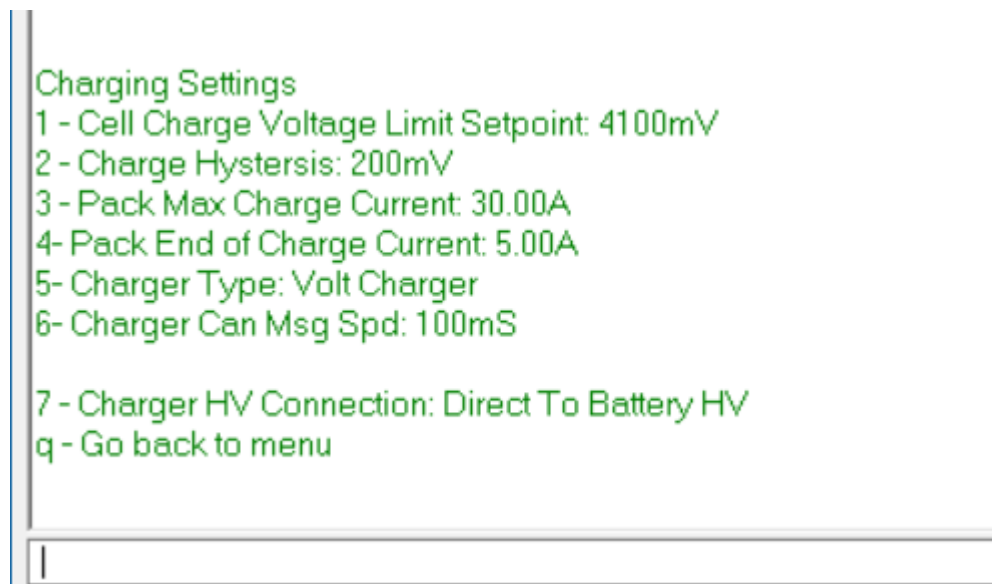 Charging Settings
1 - Cell Charge Voltage Limit Setpoint: 4100mV
2 - Charge Hystersis: 200mV
3 - Pack Max Charge Current: 30.00A
4- Pack End of Charge Current: 5.00A
5- Charger Type: Volt Charger
6- Charger Can Msg Spd: 100mS
7 - Charger HV Connection: Direct To Battery HV
q - Go back to menu